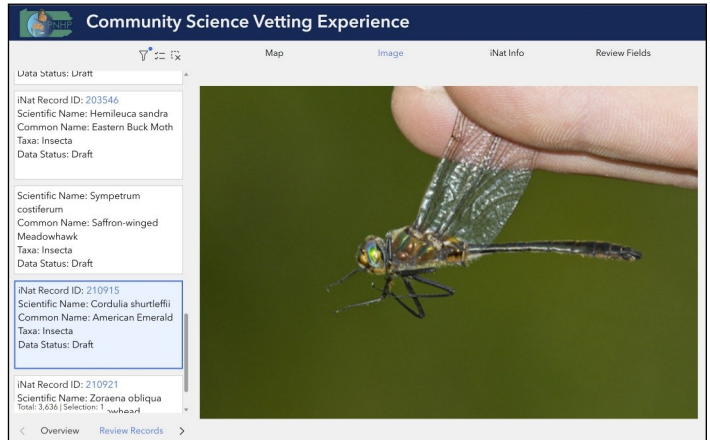 PNHP
Community Science Vetting Experience
Map
Image
iNat Info
Review Fields
Data Status: Draft
iNat Record ID: 203546
Scientific Name: Hemileuca sandra
Common Name: Eastern Buck Moth
Taxa: Insecta
Data Status: Draft
Scientific Name: Sympetrum
costiferum
Common Name: Saffron-winged
Meadowhawk
Taxa: Insecta
Data Status: Draft
iNat Record ID: 210915
Scientific Name: Cordulia shurtleffii
Common Name: American Emerald
Taxa: Insecta
Data Status: Draft
iNat Record ID: 210921
Scientific Name: Zoraena obliqua
Total: 3,636 | Selection: 1
Overview
Review Records